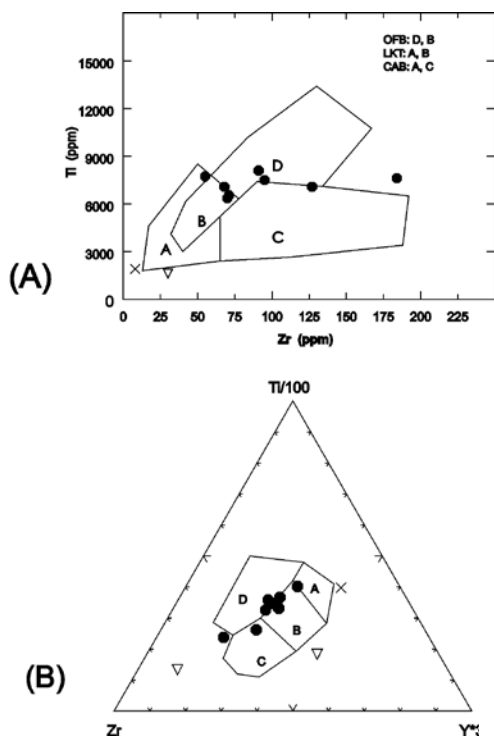 OFB: D, B
LKT: A, B
CAB: A, C
15000
12000
9000
6000
3000
0
Ti (ppm)
D
B
A
C
0 25 50 75 100 125 150 175 200 225
Zr (ppm)
(A)
Ti/100
D
A
B
C
(B)
Zr
Y*3